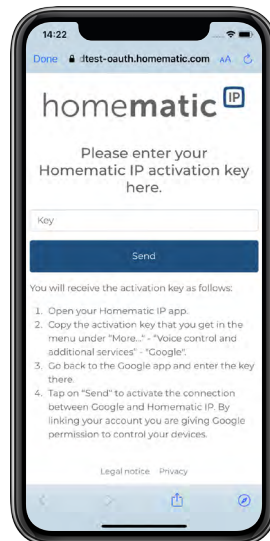 14:22
Done dtest-oauth.homematic.com AA
homematic IP
Please enter your
Homematic IP activation key
here.
Key
Send
You will receive the activation key as follows:
1. Open your Homematic IP app.
2. Copy the activation key that you get in the
menu under "More..." - "Voice control and
additional services" - "Google".
3. Go back to the Google app and enter the key
there.
4. Tap on "Send" to activate the connection
between Google and Homematic IP. By
linking your account you are giving Google
permission to control your devices.
Legal notice Privacy